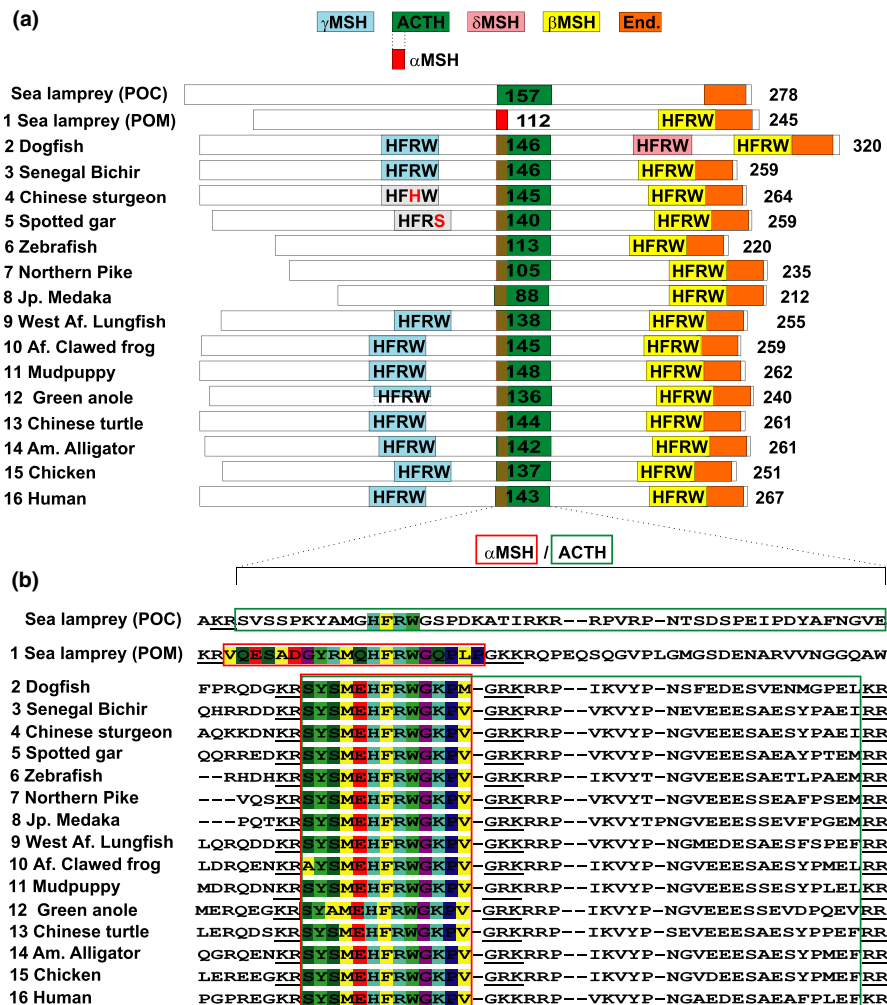 (a)
γMSH ACTH δMSH βMSH End.
αMSH
Sea lamprey (POC) 157 278
1 Sea lamprey (POM) 112 HFRW 245
2 Dogfish HFRW 146 HFRW HFRW 320
3 Senegal Bichir HFRW 146 HFRW 259
4 Chinese sturgeon HFHW 145 HFRW 264
5 Spotted gar HFRS 140 HFRW 259
6 Zebrafish 113 HFRW 220
7 Northern Pike 105 HFRW 235
8 Jp. Medaka 88 HFRW 212
9 West Af. Lungfish HFRW 138 HFRW 255
10 Af. Clawed frog HFRW 145 HFRW 259
11 Mudpuppy HFRW 148 HFRW 262
12 Green anole HFRW 136 HFRW 240
13 Chinese turtle HFRW 144 HFRW 261
14 Am. Alligator HFRW 142 HFRW 261
15 Chicken HFRW 137 HFRW 251
16 Human HFRW 143 HFRW 267
αMSH / ACTH
(b)
Sea lamprey (POC) AKRSVSSPKYAMGHFRWGSPDKATIRKR--RPVRP-NTSDSPEIPDYAFNGVE
1 Sea lamprey (POM) KRVQESADGYRMQHFRWGQPLPGKKRQPEQSQGVPLGMGEENARVVNGGQAW
2 Dogfish FPRQDGKRSYSMEHFRWGKPM-GRKRRP--IKVYP-NSFEDESVENMGPELKR
3 Senegal Bichir QHRRDDKRSYSMEHFRWGKPV-GRKRRP--VKVYP-NEVEEESAESYPAEIRR
4 Chinese sturgeon AQKKDNKRSYSMEHFRWGKPV-GRKRRP--VKVYP-NGVEEESAESYPAEIRR
5 Spotted gar QQRREDKRSYSMEHFRWGKPV-GRKRRP--VKVYP-NGVEEESAEAYPTEMRR
6 Zebrafish --RHDHKRSYSMEHFRWGKPV-GRKRRP--IKVYT-NGVEEESAETLPAEMRR
7 Northern Pike ---VQSKRSYSMEHFRWGKPV-GRKRRP--VKVYT-NGVEEESSEAFPSEMRR
8 Jp. Medaka ---PQTKRSYSMEHFRWGKPV-GRKRRP--VKVYTPNGVEEESSEVFPGEMRR
9 West Af. Lungfish LQRQDDKRSYSMEHFRWGKPV-GKKRRP--VKVYP-NGMEDESAESFSPEFRR
10 Af. Clawed frog LDRQENKRAYSMEHFRWGKPV-GRKRRP--IKVYP-NGVEEESAESYPMELRR
11 Mudpuppy MDRQDNKRSYSMEHFRWGKPV-GRKRRP--IKVYP-NGVEEESSESYPLELKR
12 Green anole MERQEGKRSYAMEHFRWGKPV-GRKRRP--IKVYP-NGVEEESSEVDPQEVRR
13 Chinese turtle LERQDSKRSYSMEHFRWGKPV-GRKRRP--IKVYP-SEVEEESAESYPPEFRR
14 Am. Alligator QGRQENKRSYSMEHFRWGKPV-GRKRRP--IKVYP-NGVEEESAESYPMEFRR
15 Chicken LEREEGKRSYSMEHFRWGKPV-GRKRRP--VKVYP-NGVDEESAESYPMEFRR
16 Human PGPREGKRSYSMEHFRWGKPV-GKKRRP--VKVYP-NGAEDESAEAFPLEFKR